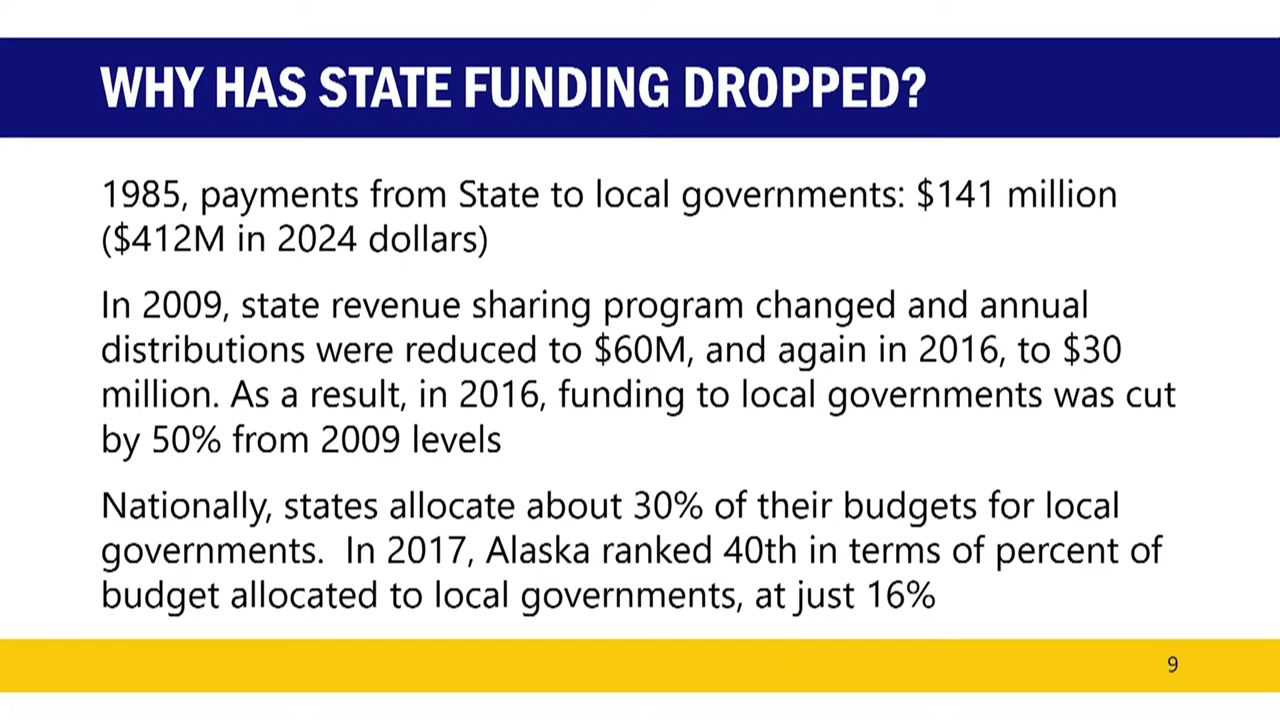 WHY HAS STATE FUNDING DROPPED?
1985, payments from State to local governments: $141 million
($412M in 2024 dollars)
In 2009, state revenue sharing program changed and annual
distributions were reduced to $60M, and again in 2016, to $30
million. As a result, in 2016, funding to local governments was cut
by 50% from 2009 levels
Nationally, states allocate about 30% of their budgets for local
governments.  In 2017, Alaska ranked 40th in terms of percent of
budget allocated to local governments, at just 16%
9